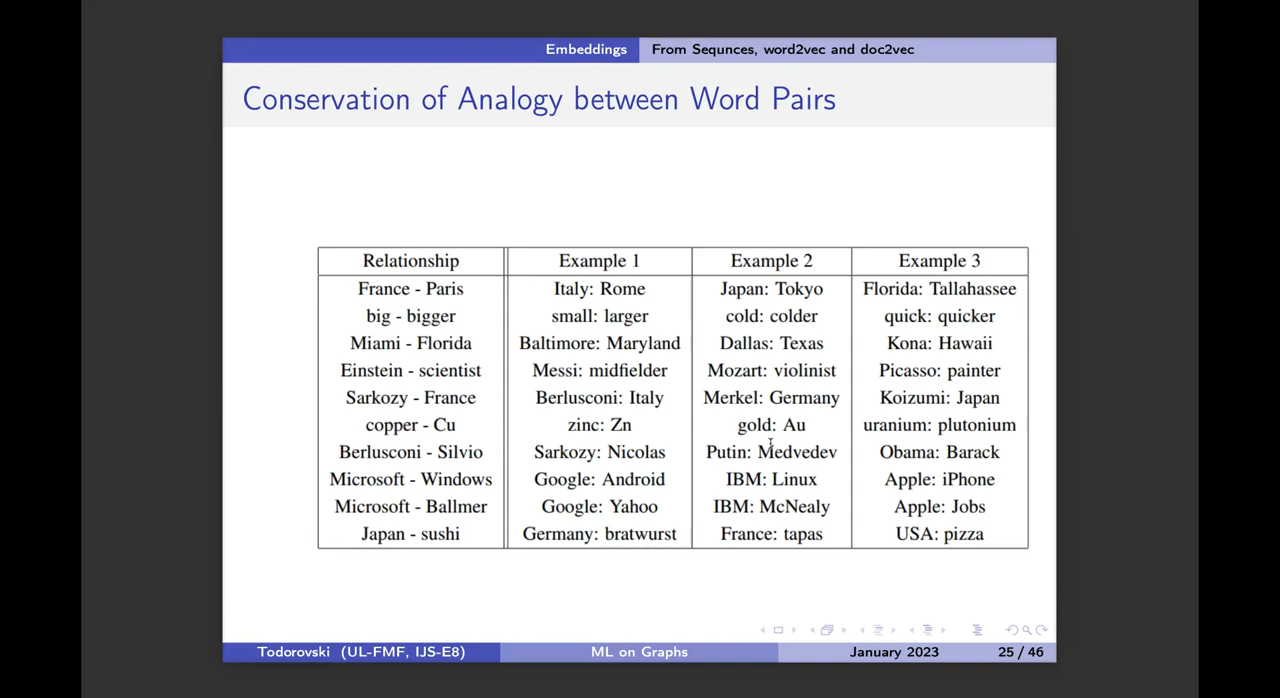 Embeddings From Sequnces, word2vec and doc2vec
Conservation of Analogy between Word Pairs
Relationship Example 1 Example 2 Example 3
France - Paris Italy: Rome Japan: Tokyo Florida: Tallahassee
big - bigger small: larger cold: colder quick: quicker
Miami - Florida Baltimore: Maryland Dallas: Texas Kona: Hawaii
Einstein - scientist Messi: midfielder Mozart: violinist Picasso: painter
Sarkozy - France Berlusconi: Italy Merkel: Germany Koizumi: Japan
copper - Cu zinc: Zn gold: Au uranium: plutonium
Berlusconi - Silvio Sarkozy: Nicolas Putin: Medvedev Obama: Barack
Microsoft - Windows Google: Android IBM: Linux Apple: iPhone
Microsoft - Ballmer Google: Yahoo IBM: McNealy Apple: Jobs
Japan - sushi Germany: bratwurst France: tapas USA: pizza
Todorovski (UL-FMF, IJS-E8) ML on Graphs January 2023 25 / 46